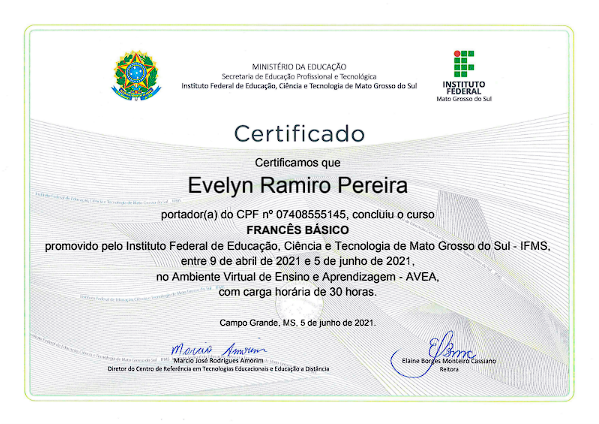 MINISTÉRIO DA EDUCAÇÃO
Secretaria de Educação Profissional e Tecnológica
Instituto Federal de Educação, Ciência e Tecnologia de Mato Grosso do Sul
INSTITUTO
FEDERAL
Mato Grosso do Sul
Certificado
Certificamos que
Evelyn Ramiro Pereira
portador(a) do CPF nº 07408555145, concluiu o curso
FRANCÊS BÁSICO
promovido pelo Instituto Federal de Educação, Ciência e Tecnologia de Mato Grosso do Sul - IFMS,
entre 9 de abril de 2021 e 5 de junho de 2021,
no Ambiente Virtual de Ensino e Aprendizagem - AVEA,
com carga horária de 30 horas.
Campo Grande, MS, 5 de junho de 2021.
Marcio Amorim
Marcio José Rodrigues Amorim
Diretor do Centro de Referência em Tecnologias Educacionais e Educação a Distância
Elaine Borges Monteiro Cassiano
Reitora